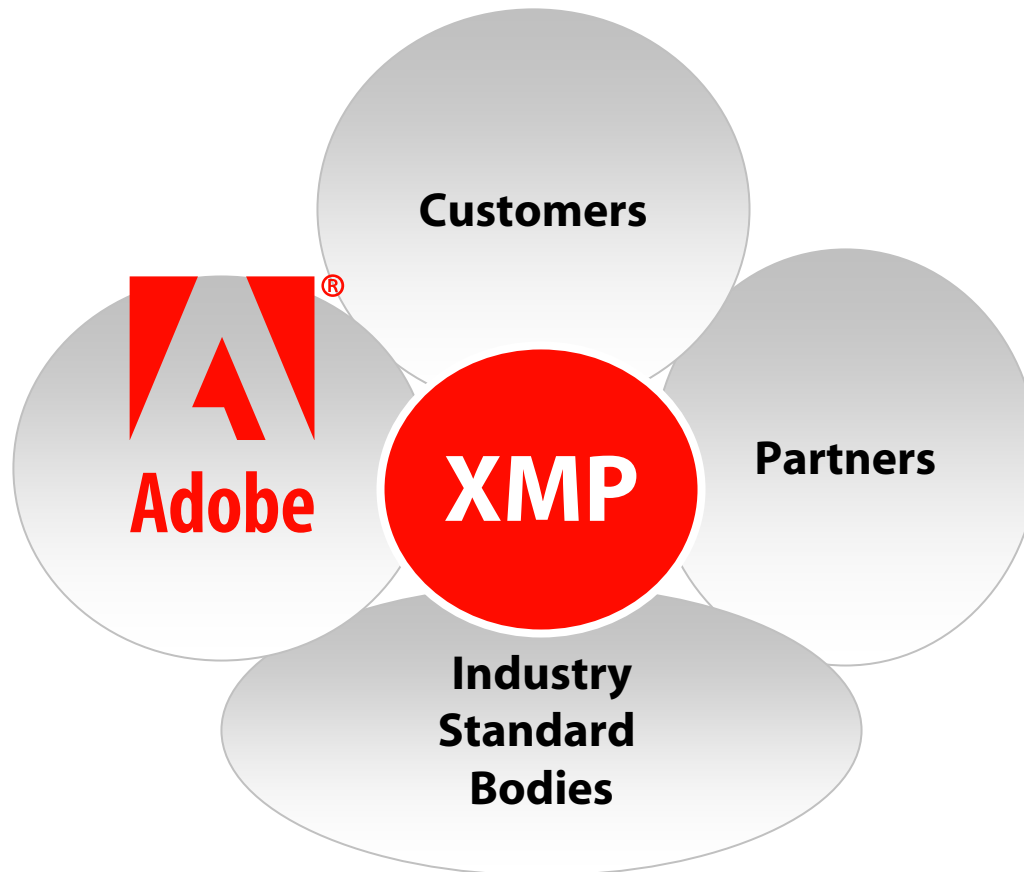 Customers
®
Adobe
XMP
Partners
Industry
Standard
Bodies